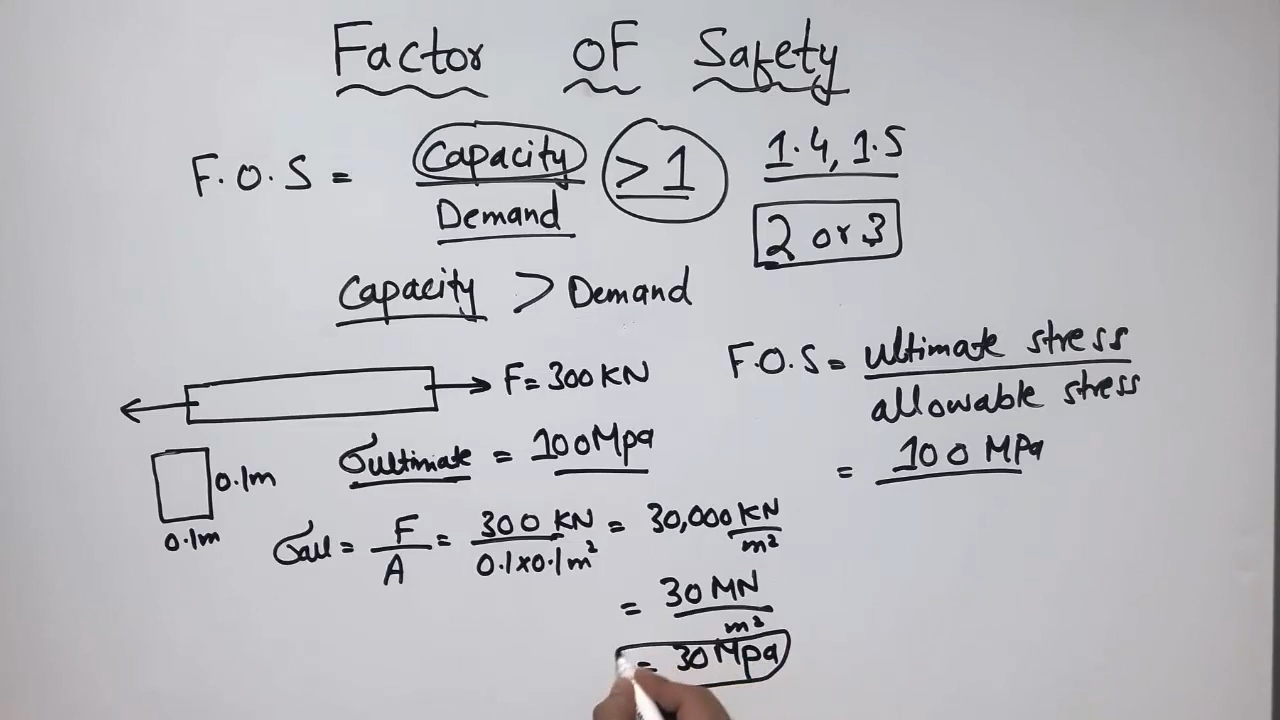 Factor oF Safety
F.O.S = Capacity / Demand > 1 1.4, 1.5
2 or 3
Capacity > Demand
F = 300 KN
F.O.S = ultimate stress / allowable stress
= 100 MPa
σultimate = 100 Mpa
0.1m
0.1m
σall = F / A = 300 KN / 0.1x0.1m² = 30,000 KN / m²
= 30 MN / m²
= 30 Mpa